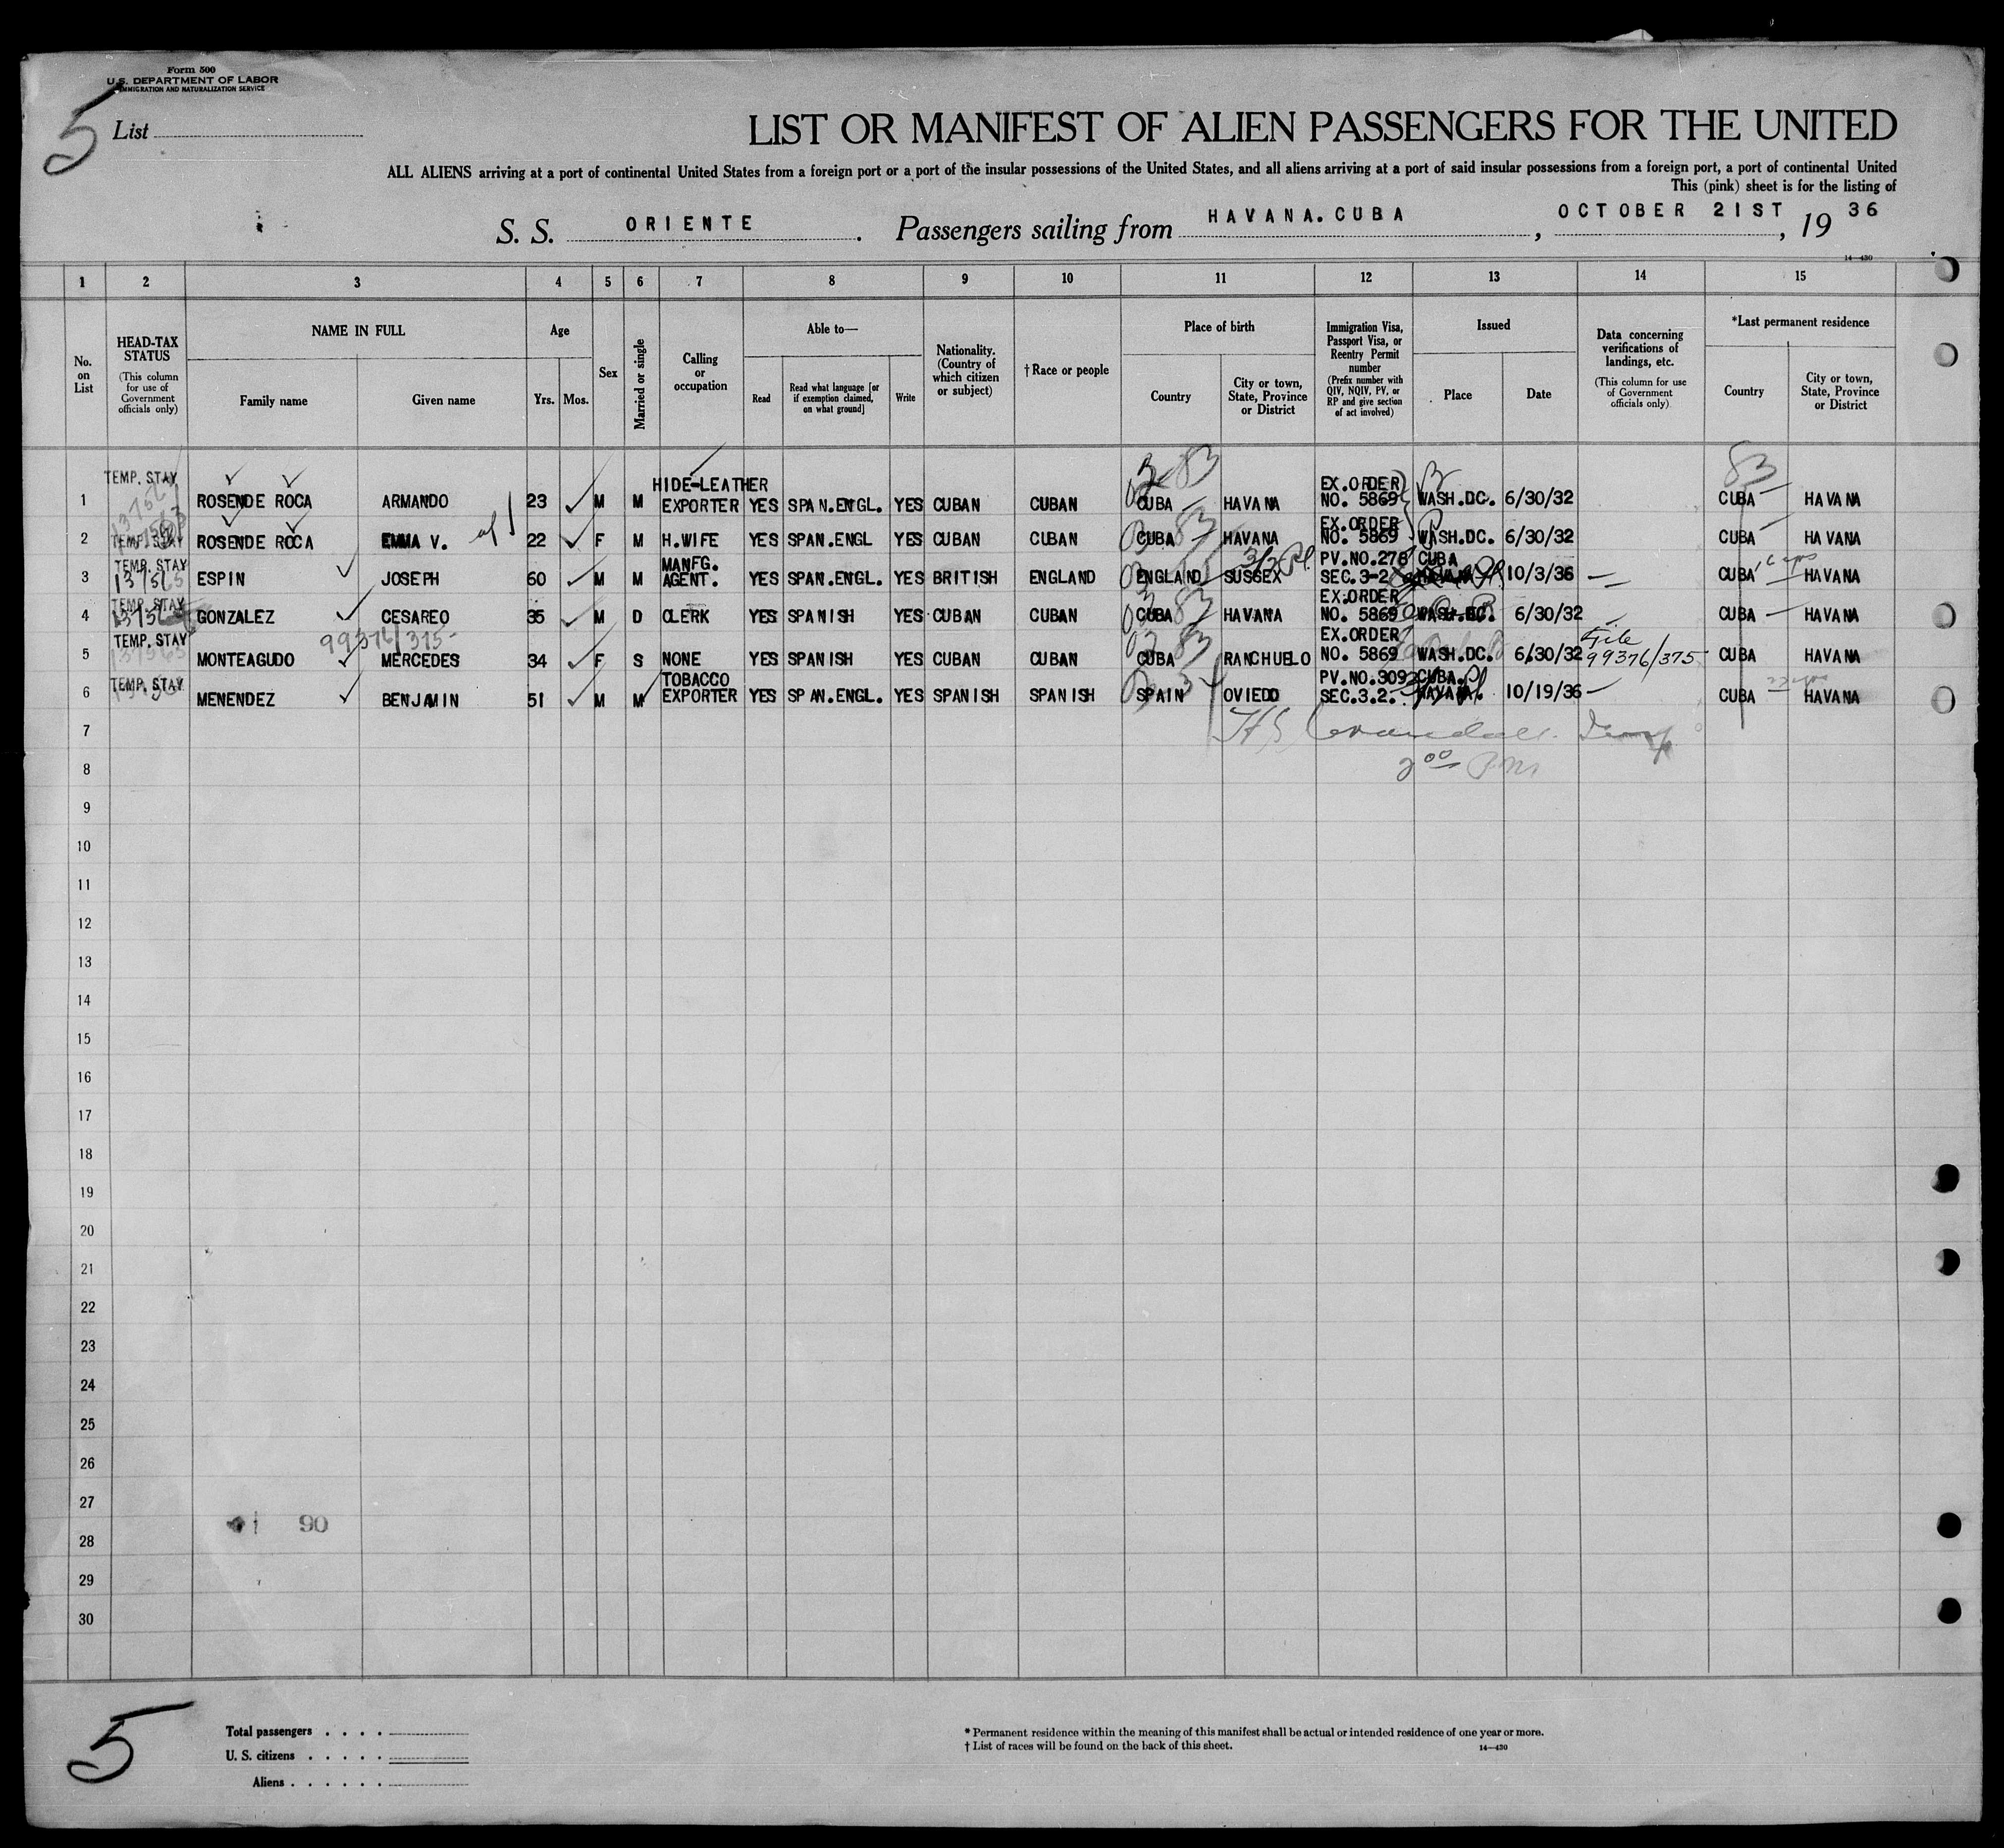 Form 500
U.S. DEPARTMENT OF LABOR
IMMIGRATION AND NATURALIZATION SERVICE
5 List
LIST OR MANIFEST OF ALIEN PASSENGERS FOR THE UNITED
ALL ALIENS arriving at a port of continental United States from a foreign port or a port of the insular possessions of the United States, and all aliens arriving at a port of said insular possessions from a foreign port, a port of continental United
This (pink) sheet is for the listing of
S. S. ORIENTE. Passengers sailing from HAVANA.CUBA, OCTOBER 21ST, 19 36
14—430
1 2 3 4 5 6 7 8 9 10 11 12 13 14 15
No. on List
HEAD-TAX STATUS
(This column for use of Government officials only)
NAME IN FULL
Family name Given name
Age
Yrs. Mos.
Sex
Married or single
Calling or occupation
Able to—
Read
Read what language [or if exemption claimed, on what ground]
Write
Nationality. (Country of which citizen or subject)
† Race or people
Place of birth
Country
City or town, State, Province or District
Immigration Visa, Passport Visa, or Reentry Permit number
(Prefix number with QIV, NQIV, PV, or RP and give section of act involved)
Issued
Place Date
Data concerning verifications of landings, etc.
(This column for use of Government officials only)
*Last permanent residence
Country
City or town, State, Province or District
83 83
TEMP. STAY HIDE-LEATHER EX.ORDER
1 ROSENDE ROCA ARMANDO 23 M M EXPORTER YES SPAN.ENGL. YES CUBAN CUBAN CUBA HAVANA NO. 5869 WASH.DC. 6/30/32 CUBA HAVANA
EX.ORDER
2 TEMP. STAY ROSENDE ROCA EMMA V. 22 F M H.WIFE YES SPAN.ENGL YES CUBAN CUBAN CUBA HAVANA NO. 5869 WASH.DC. 6/30/32 CUBA HAVANA
TEMP. STAY MANFG. PV.NO.278 CUBA
3 ESPIN JOSEPH 60 M M AGENT. YES SPAN.ENGL. YES BRITISH ENGLAND ENGLAND SUSSEX SEC.3-2 HAVANA 10/3/36 CUBA HAVANA
TEMP. STAY EX.ORDER
4 GONZALEZ CESAREO 35 M D CLERK YES SPANISH YES CUBAN CUBAN CUBA HAVANA NO. 5869 WASH.DC. 6/30/32 CUBA HAVANA
TEMP. STAY 99376/375 EX.ORDER File
5 MONTEAGUDO MERCEDES 34 F S NONE YES SPANISH YES CUBAN CUBAN CUBA RANCHUELO NO. 5869 WASH.DC. 6/30/32 99376/375 CUBA HAVANA
TEMP. STAY TOBACCO PV.NO.3093 CUBA.
6 MENENDEZ BENJAMIN 51 M M EXPORTER YES SPAN.ENGL. YES SPANISH SPANISH SPAIN OVIEDO SEC.3.2. HAVANA. 10/19/36 CUBA HAVANA
7
8 2 00 PM
9
10
11
12
13
14
15
16
17
18
19
20
21
22
23
24
25
26
27
90
28
29
30
5
Total passengers . . . .
U. S. citizens . . . . .
Aliens . . . . . .
* Permanent residence within the meaning of this manifest shall be actual or intended residence of one year or more.
† List of races will be found on the back of this sheet.
14—430